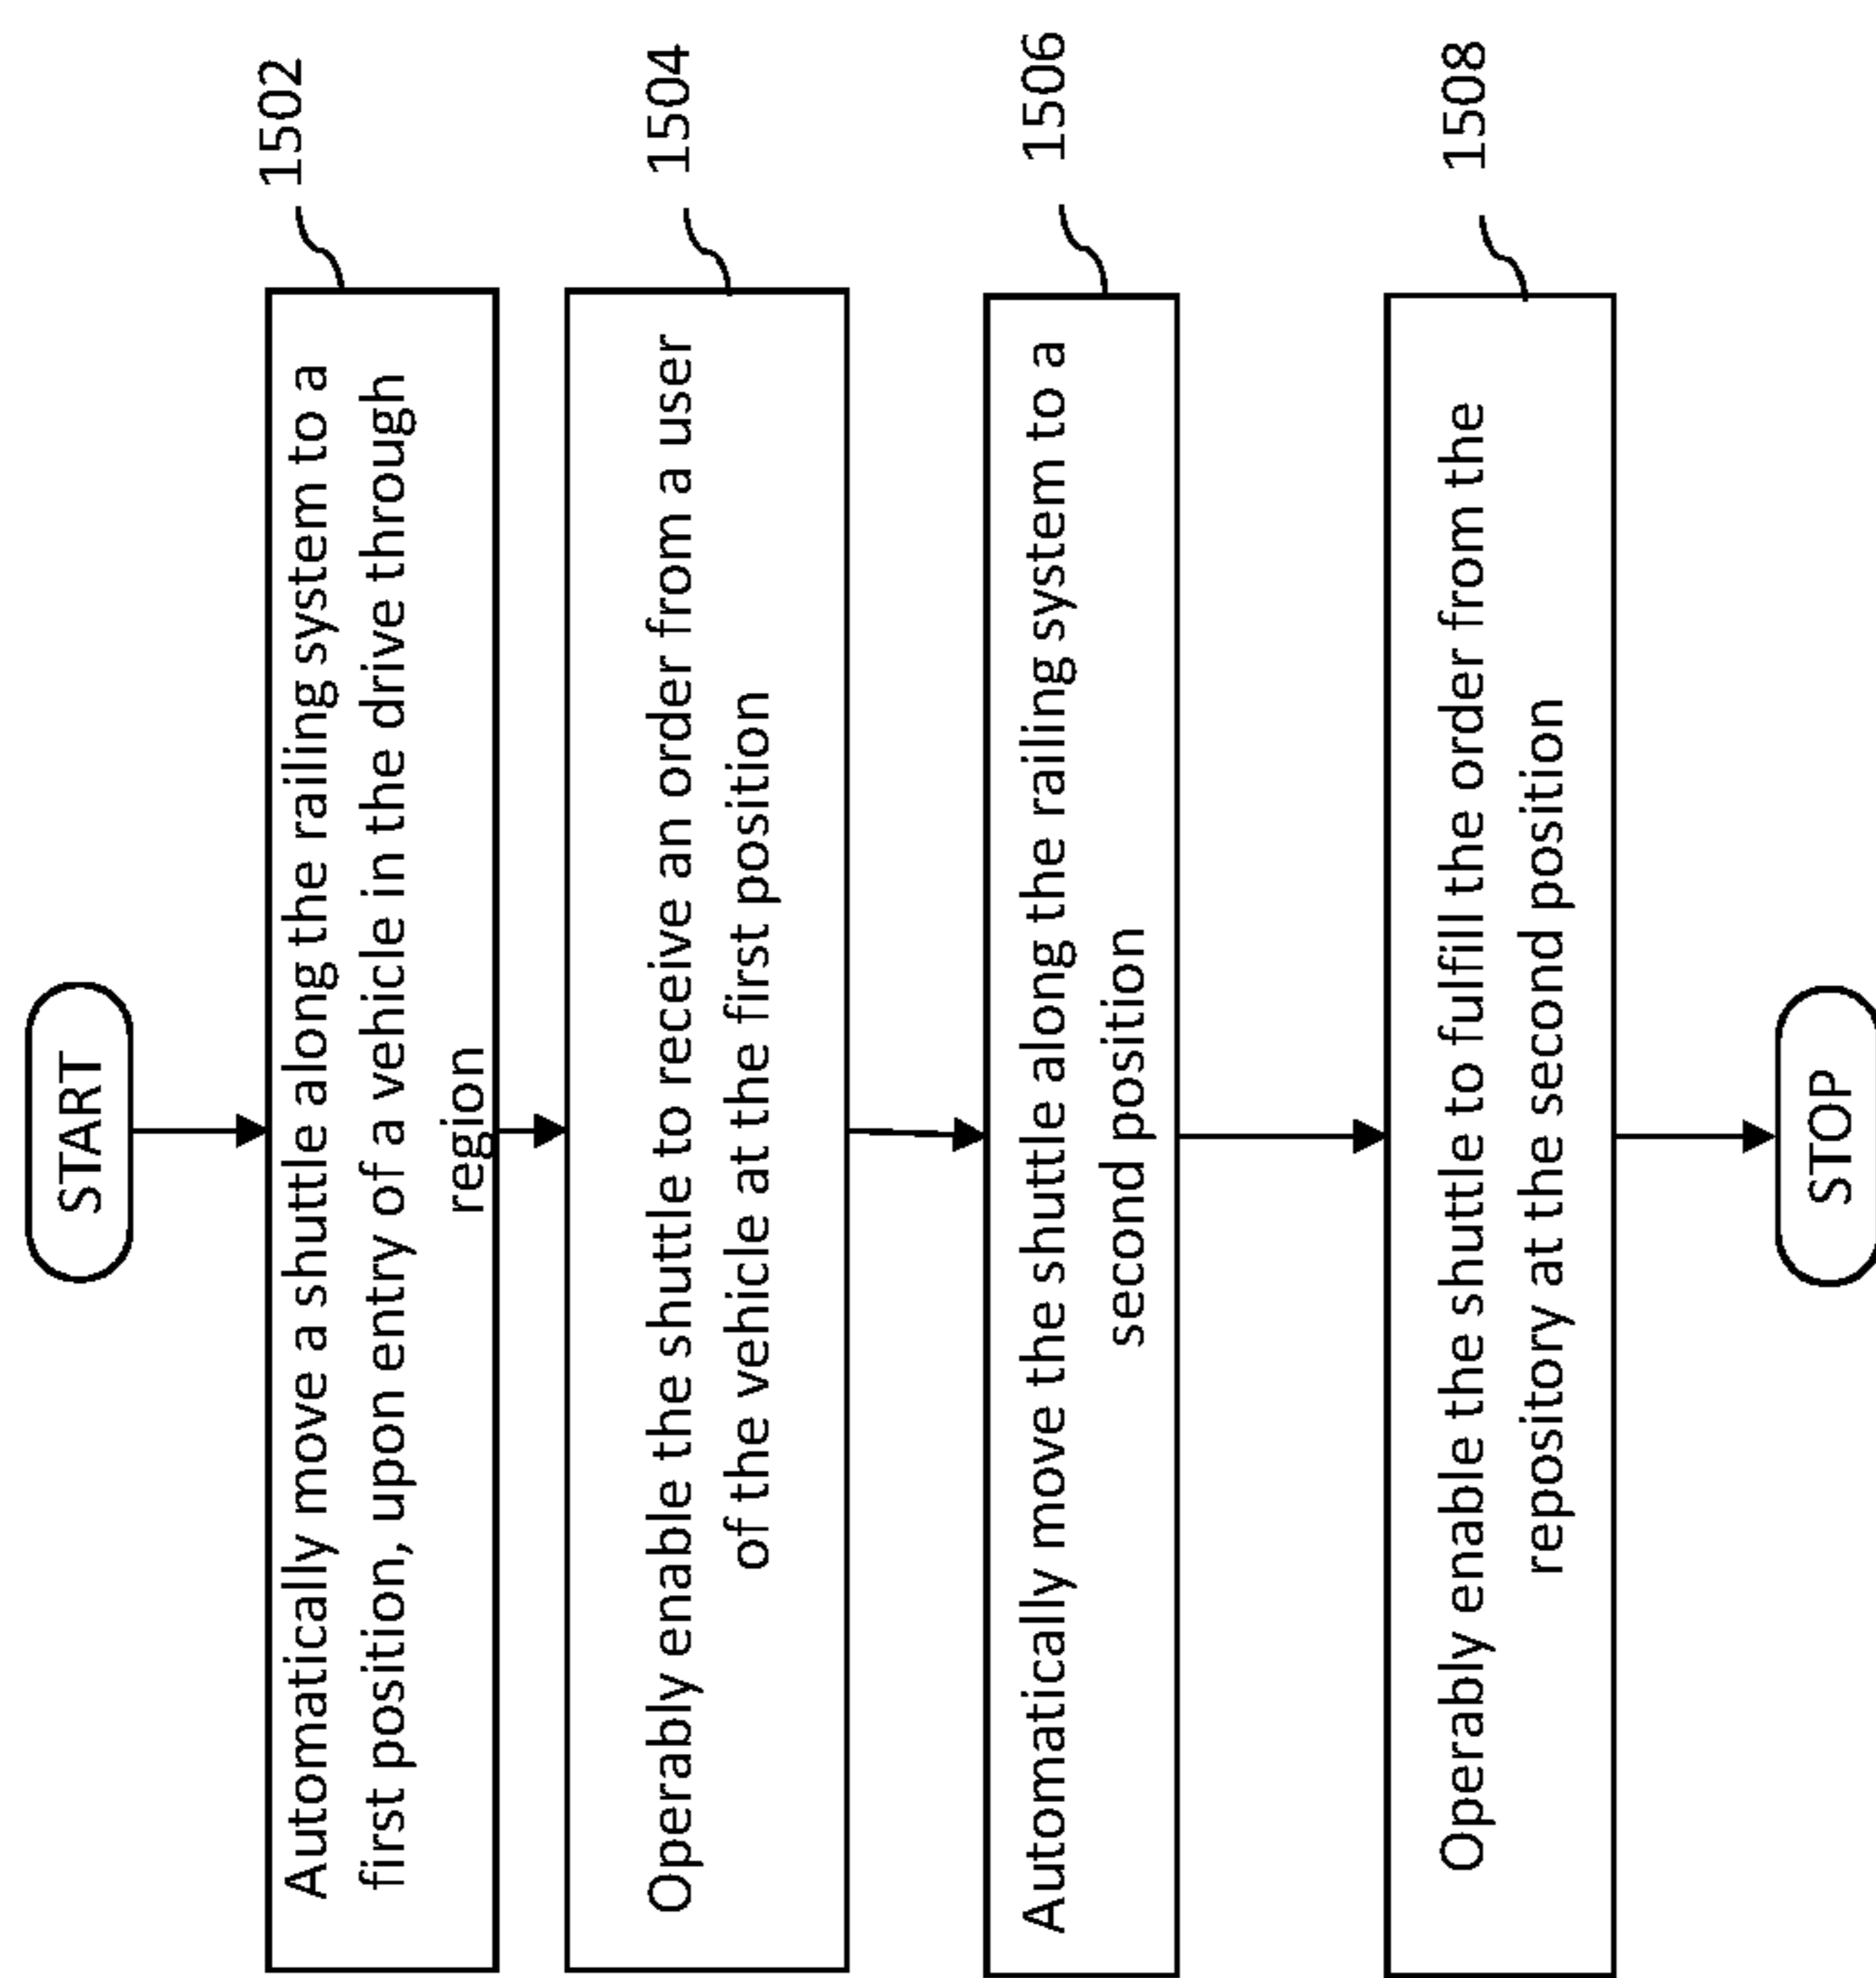 START
1502
Automatically move a shuttle along the railing system to a
first position, upon entry of a vehicle in the drive through
region
1504
Operably enable the shuttle to receive an order from a user
of the vehicle at the first position
1506
Automatically move the shuttle along the railing system to a
second position
1508
Operably enable the shuttle to fulfill the order from the
repository at the second position
STOP